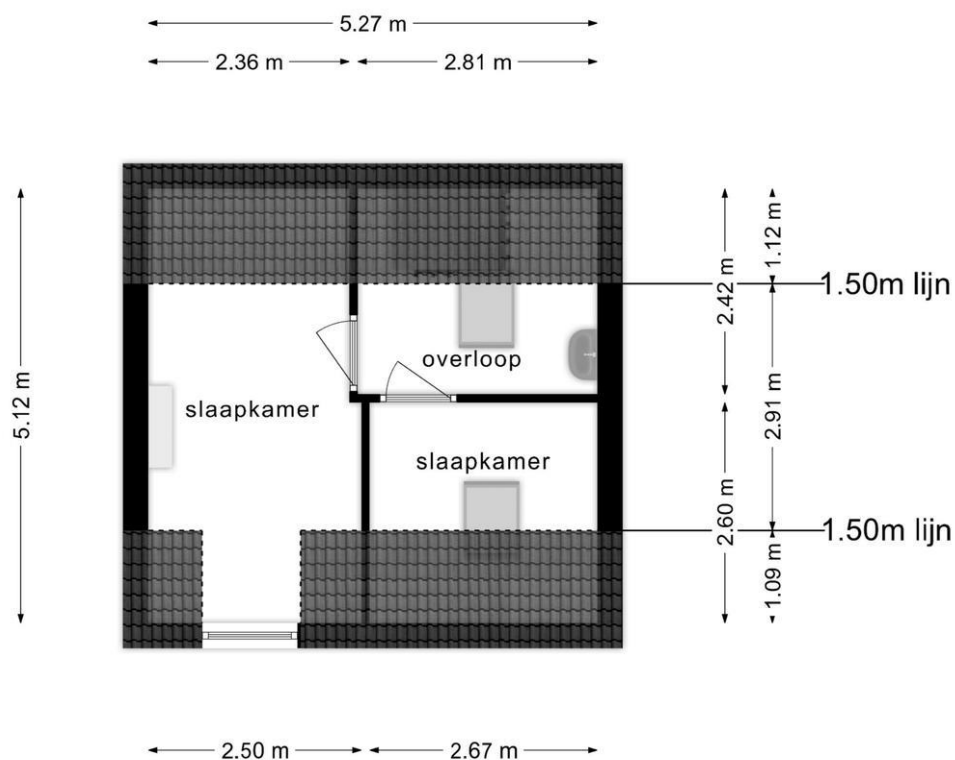 5.27 m
2.36 m
2.81 m
1.12 m
1.50m lijn
2.42 m
overloop
5.12 m
slaapkamer
2.91 m
slaapkamer
2.60 m
1.50m lijn
1.09 m
2.50 m
2.67 m